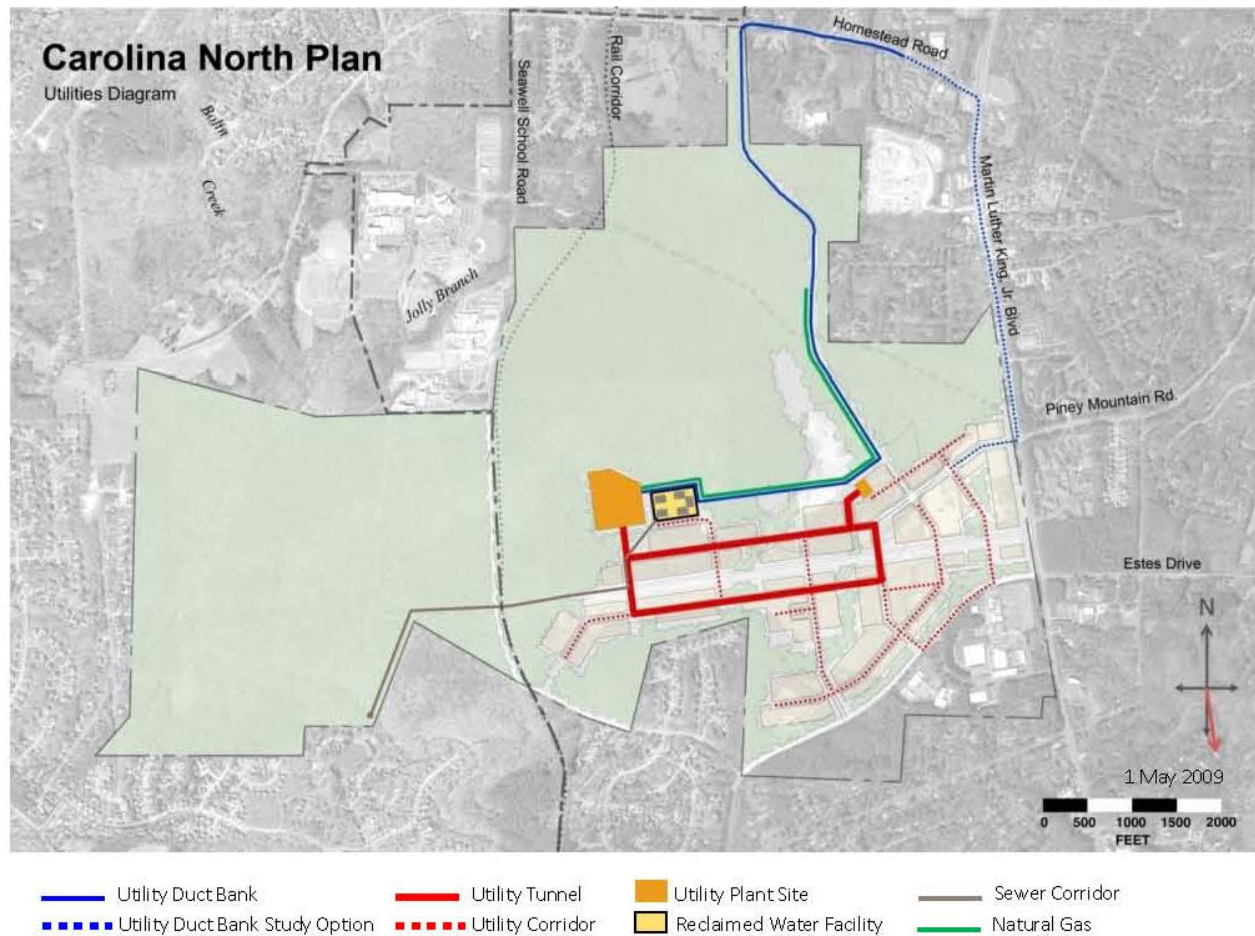 Carolina North Plan
Utilities Diagram
Bolin
Creek
Jolly Branch
Seawell School Road
Rail Corridor
Homestead Road
Martin Luther King, Jr. Blvd
Piney Mountain Rd.
Estes Drive
N
1 May 2009
0 500 1000 1500 2000
FEET
Utility Duct Bank
Utility Tunnel
Utility Plant Site
Sewer Corridor
Utility Duct Bank Study Option
Utility Corridor
Reclaimed Water Facility
Natural Gas